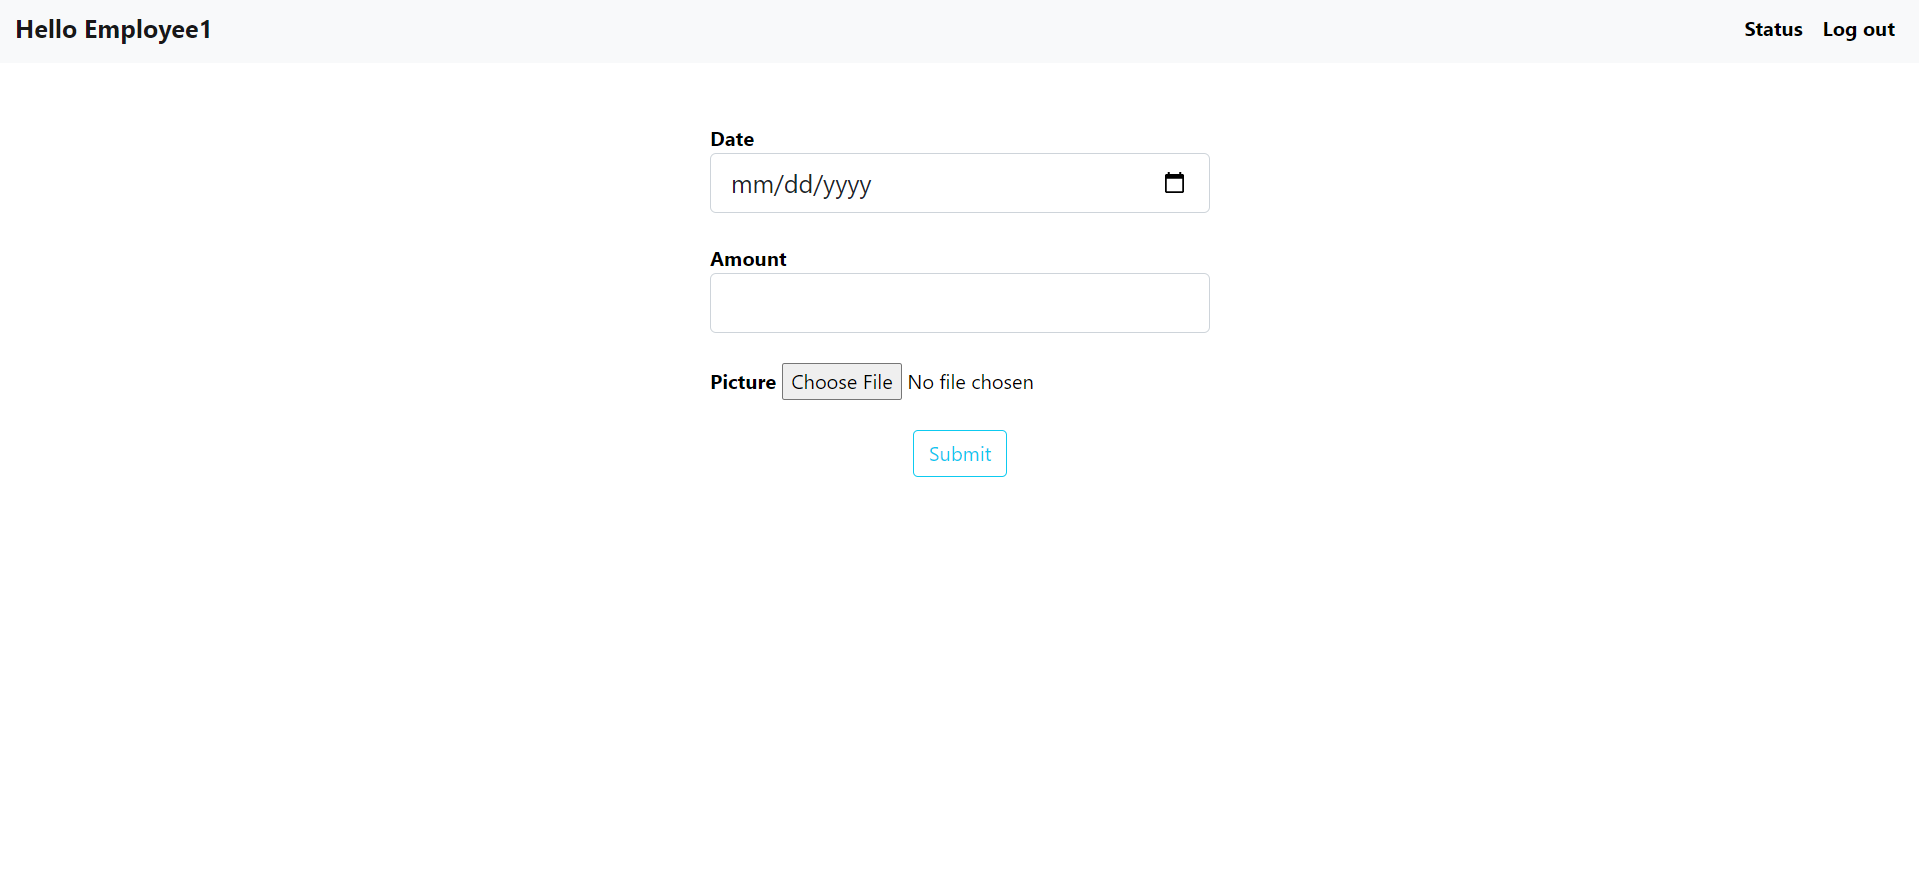 Hello Employee1 Status Log out
Date
mm/dd/yyyy
Amount
Picture Choose File No file chosen
Submit